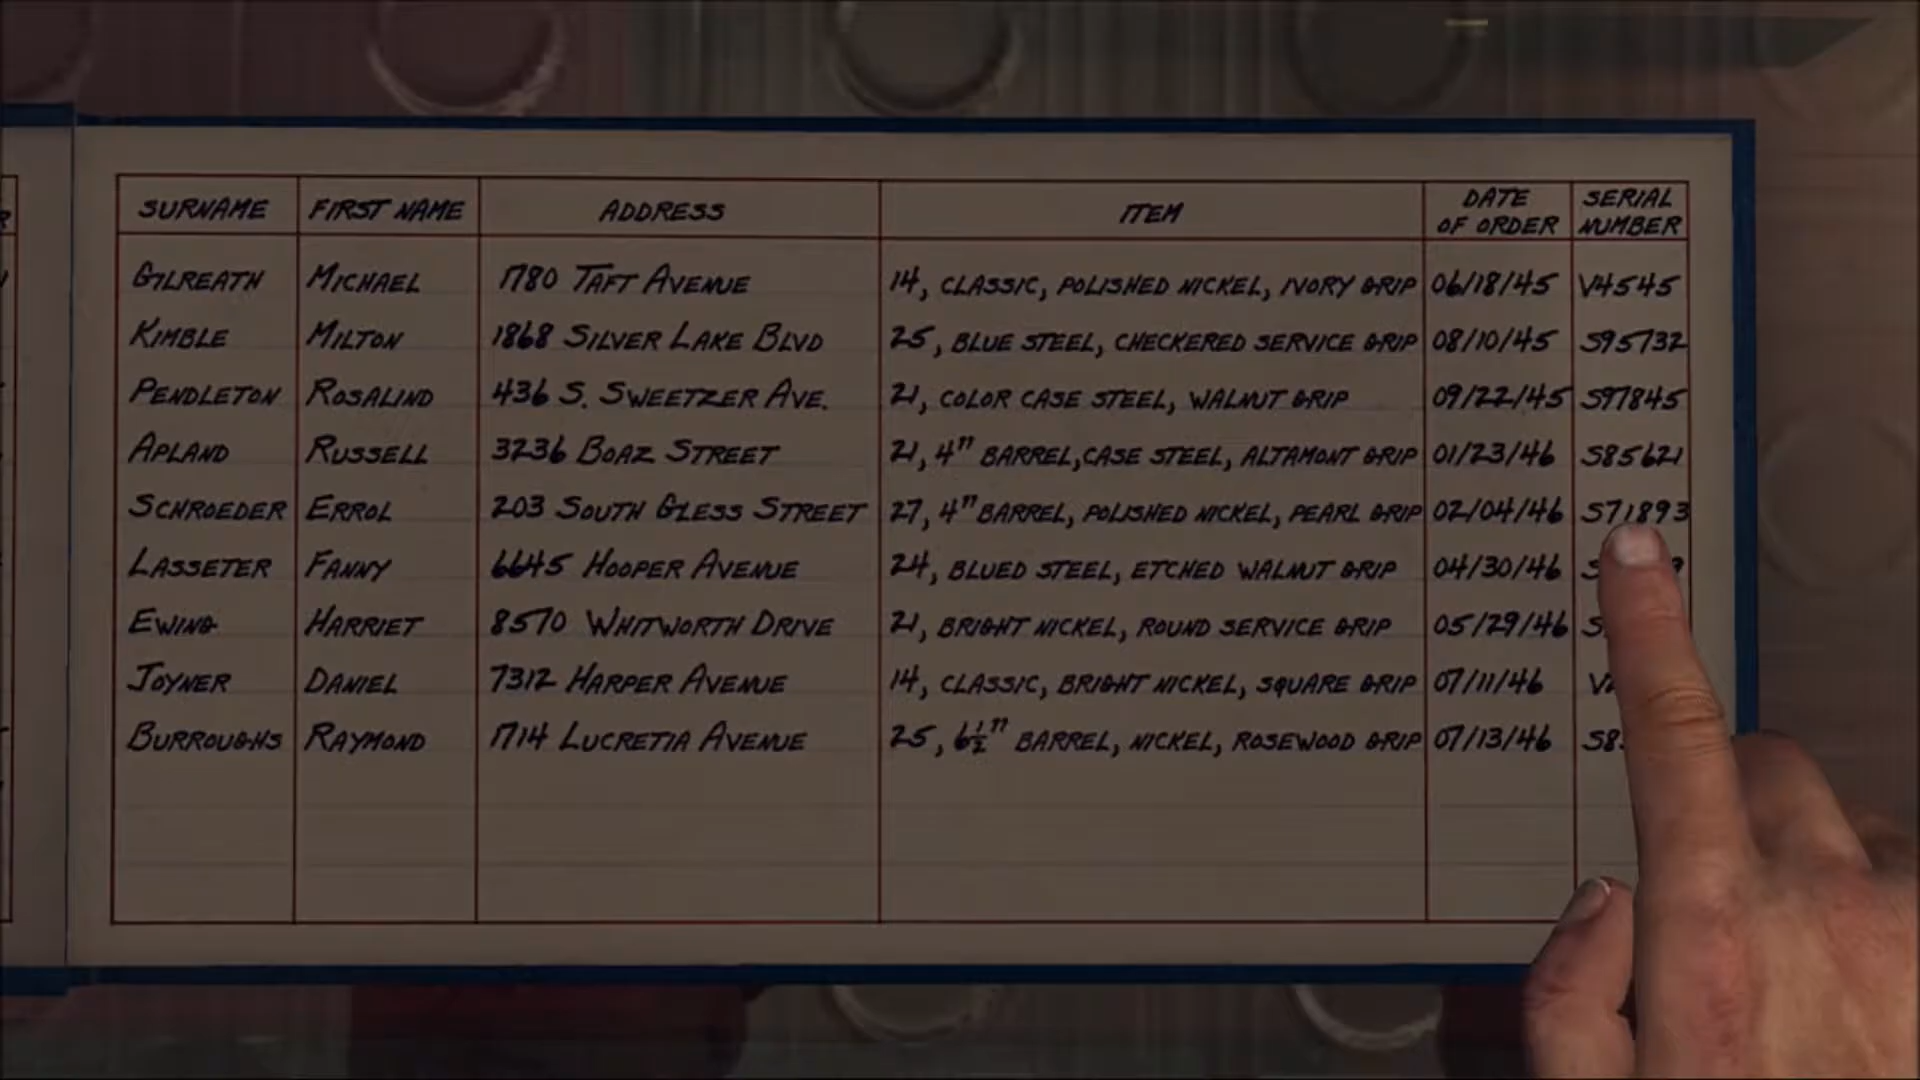 SURNAME FIRST NAME ADDRESS ITEM DATE OF ORDER SERIAL NUMBER
GILREATH MICHAEL 1780 TAFT AVENUE 14, CLASSIC, POLISHED NICKEL, IVORY GRIP 06/18/45 V4545
KIMBLE MILTON 1868 SILVER LAKE BLVD 25, BLUE STEEL, CHECKERED SERVICE GRIP 08/10/45 S95732
PENDLETON ROSALIND 436 S. SWEETZER AVE. 21, COLOR CASE STEEL, WALNUT GRIP 09/22/45 S97845
APLAND RUSSELL 3236 BOAZ STREET 21, 4" BARREL, CASE STEEL, ALTAMONT GRIP 01/23/46 S85621
SCHROEDER ERROL 203 SOUTH GLESS STREET 27, 4" BARREL, POLISHED NICKEL, PEARL GRIP 02/04/46 S71893
LASSETER FANNY 6645 HOOPER AVENUE 24, BLUED STEEL, ETCHED WALNUT GRIP 04/30/46
EWING HARRIET 8570 WHITWORTH DRIVE 21, BRIGHT NICKEL, ROUND SERVICE GRIP 05/29/46
JOYNER DANIEL 7312 HARPER AVENUE 14, CLASSIC, BRIGHT NICKEL, SQUARE GRIP 07/11/46
BURROUGHS RAYMOND 1714 LUCRETIA AVENUE 25, 6½" BARREL, NICKEL, ROSEWOOD GRIP 07/13/46